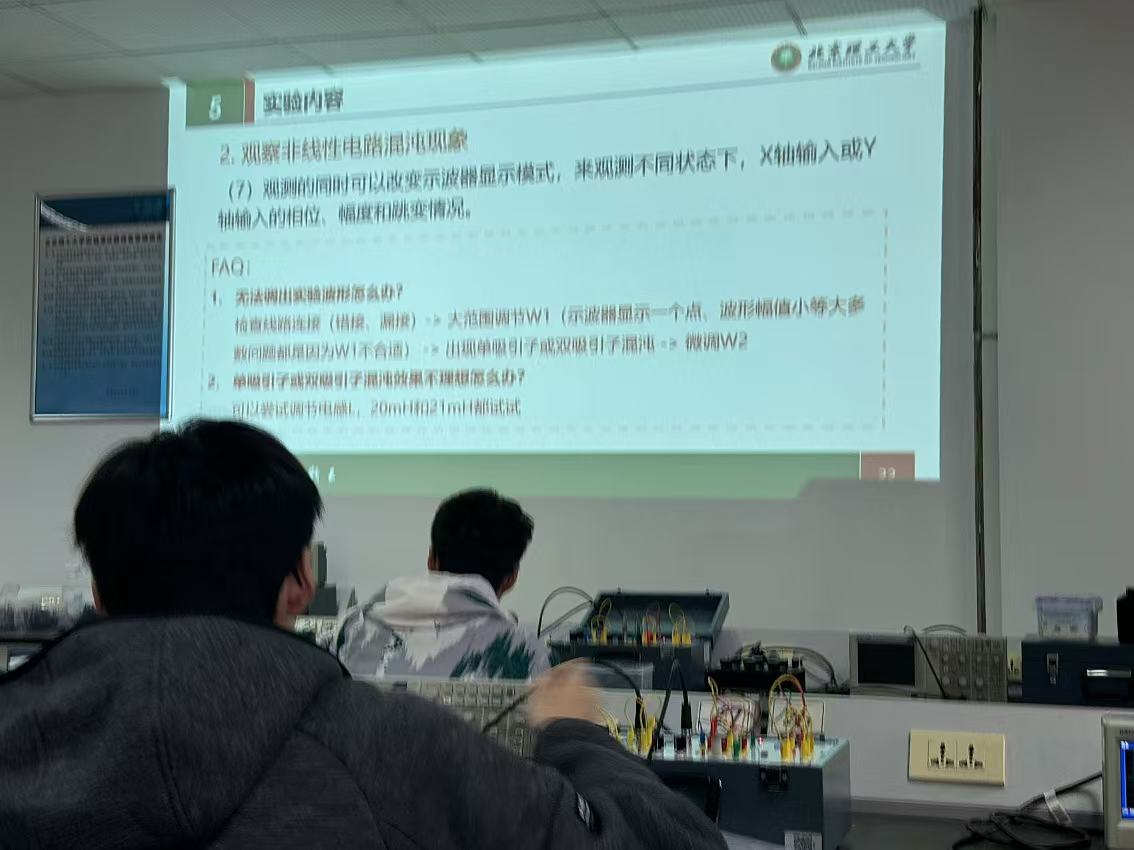 北京理工大学
BEIJING INSTITUTE OF TECHNOLOGY
5
实验内容
2. 观察非线性电路混沌现象
（7）观测的同时可以改变示波器显示模式，来观测不同状态下，X轴输入或Y
轴输入的相位、幅度和跳变情况。
FAQ：
1. 无法调出实验波形怎么办？
检查线路连接（错接、漏接）-> 大范围调节W1（示波器显示一个点、波形幅值小等大多
数问题都是因为W1不合适）-> 出现单吸引子或双吸引子混沌 -> 微调W2
2. 单吸引子或双吸引子混沌效果不理想怎么办？
可以尝试调节电感L，20mH和21mH都试试
33